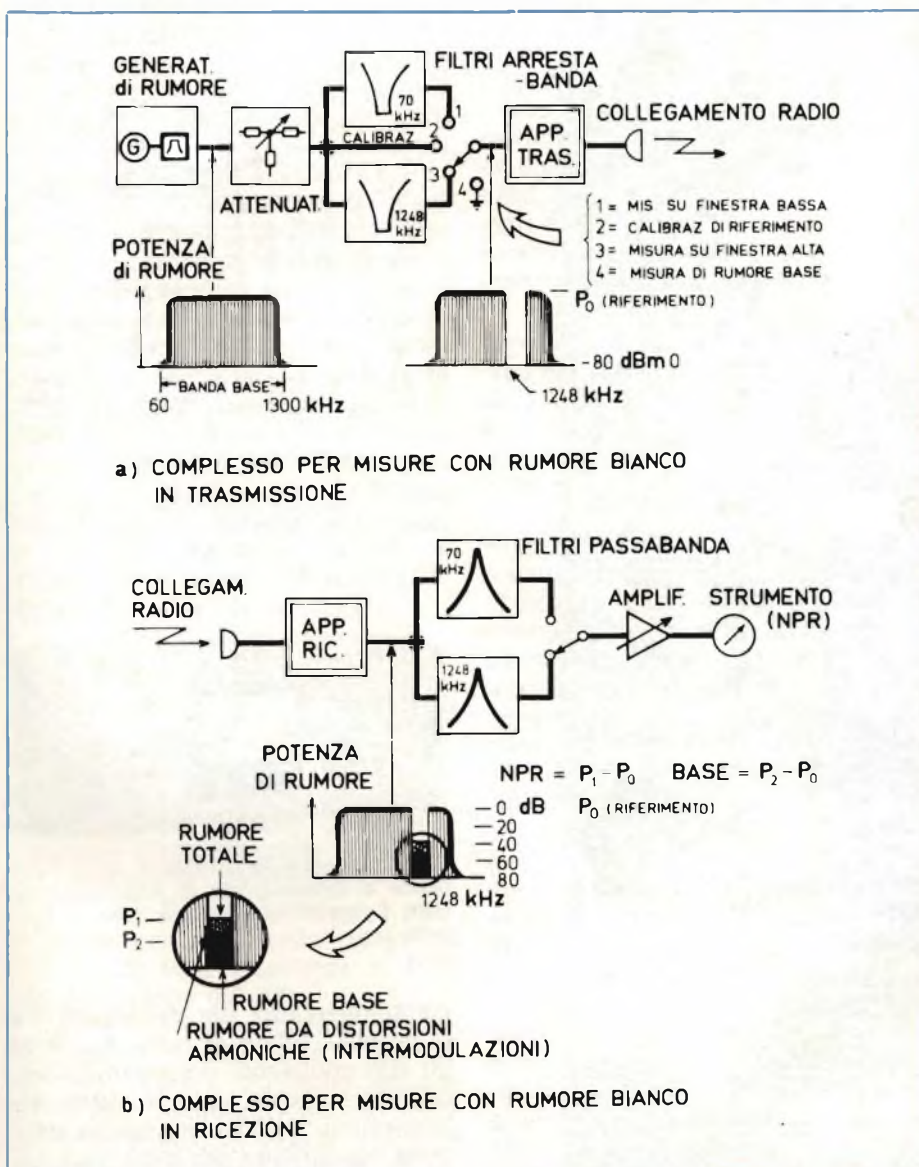 GENERAT.
di RUMORE
G
ATTENUAT.
FILTRI ARRESTA
-BANDA
70
kHz
CALIBRAZ
1248
kHz
1
2
3
4
APP.
TRAS.
COLLEGAMENTO RADIO
1 = MIS SU FINESTRA BASSA
2= CALIBRAZ DI RIFERIMENTO
3= MISURA SU FINESTRA ALTA
4= MISURA DI RUMORE BASE
POTENZA
di RUMORE
BANDA BASE
60 1300 kHz
P0 (RIFERIMENTO)
-80 dBm 0
1248 kHz
a) COMPLESSO PER MISURE CON RUMORE BIANCO
IN TRASMISSIONE
COLLEGAM.
RADIO
APP.
RIC.
FILTRI PASSABANDA
70
kHz
1248
kHz
AMPLIF.
STRUMENTO
(NPR)
POTENZA
DI RUMORE
NPR = P1-P0 BASE = P2-P0
P0 (RIFERIMENTO)
0 dB
20
40
60
80
1248 kHz
RUMORE
TOTALE
P1
P2
RUMORE BASE
RUMORE DA DISTORSIONI
ARMONICHE (INTERMODULAZIONI)
b) COMPLESSO PER MISURE CON RUMORE BIANCO
IN RICEZIONE